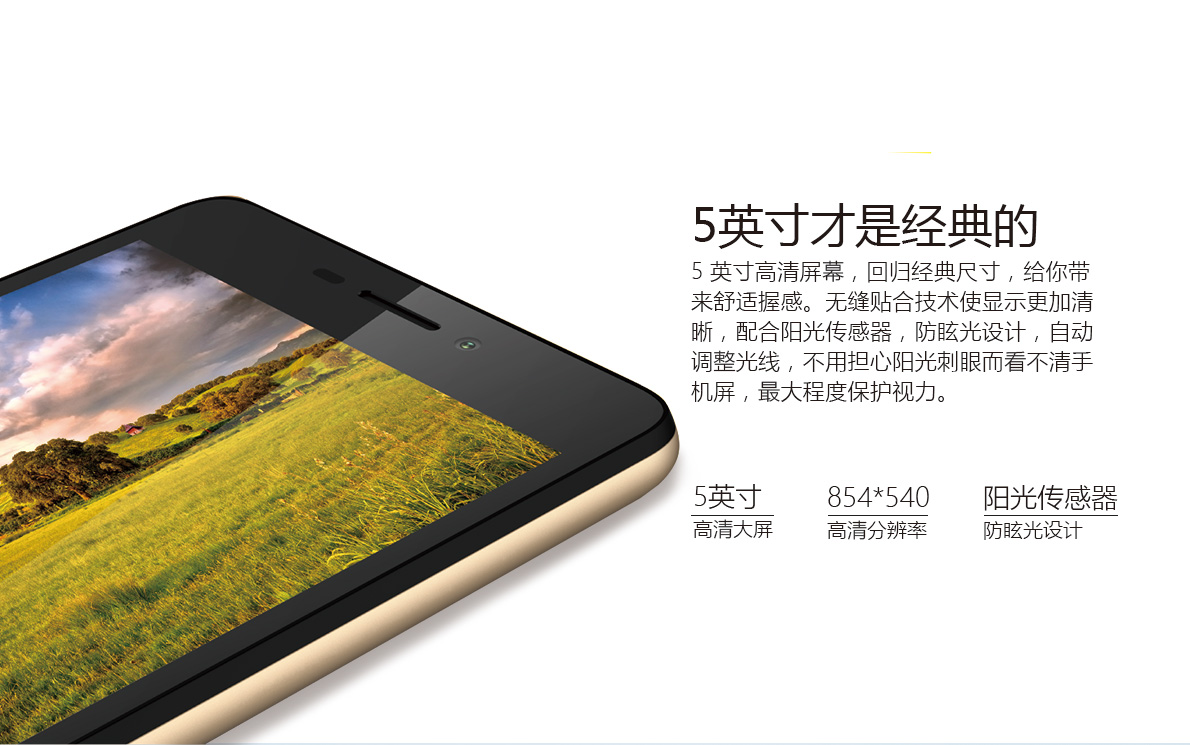 5英寸才是经典的
5 英寸高清屏幕，回归经典尺寸，给你带
来舒适握感。无缝贴合技术使显示更加清
晰，配合阳光传感器，防眩光设计，自动
调整光线，不用担心阳光刺眼而看不清手
机屏，最大程度保护视力。
5英寸 854*540 阳光传感器
高清大屏 高清分辨率 防眩光设计